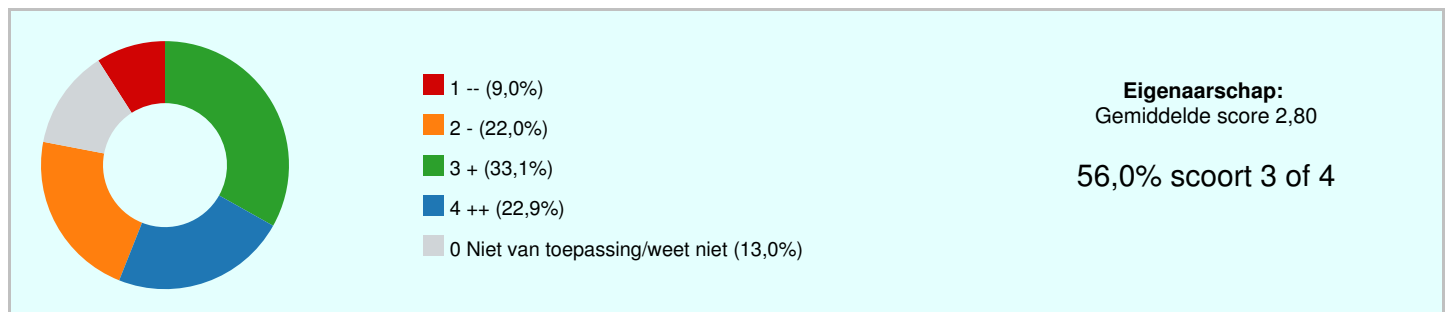 1 -- (9,0%)
2 - (22,0%)
3 + (33,1%)
4 ++ (22,9%)
0 Niet van toepassing/weet niet (13,0%)
Eigenaarschap:
Gemiddelde score 2,80
56,0% scoort 3 of 4